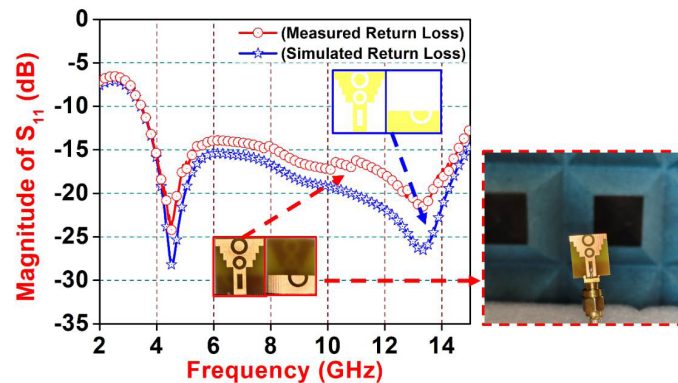 0
-5
-10
-15
-20
-25
-30
-35
Magnitude of S11 (dB)
(Measured Return Loss)
(Simulated Return Loss)
2 4 6 8 10 12 14
Frequency (GHz)